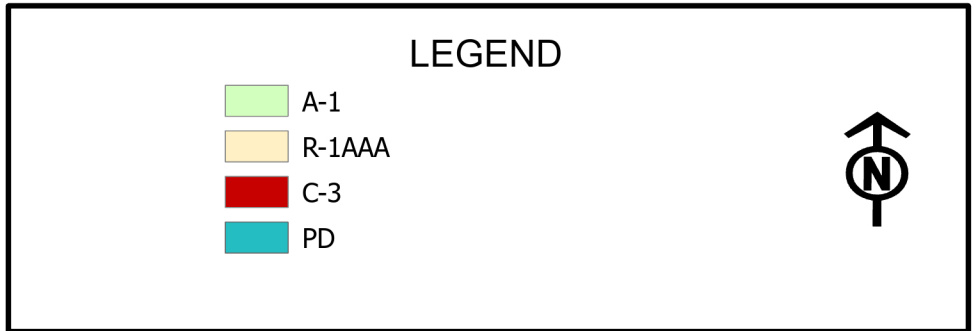 LEGEND
A-1
R-1AAA
N
C-3
PD